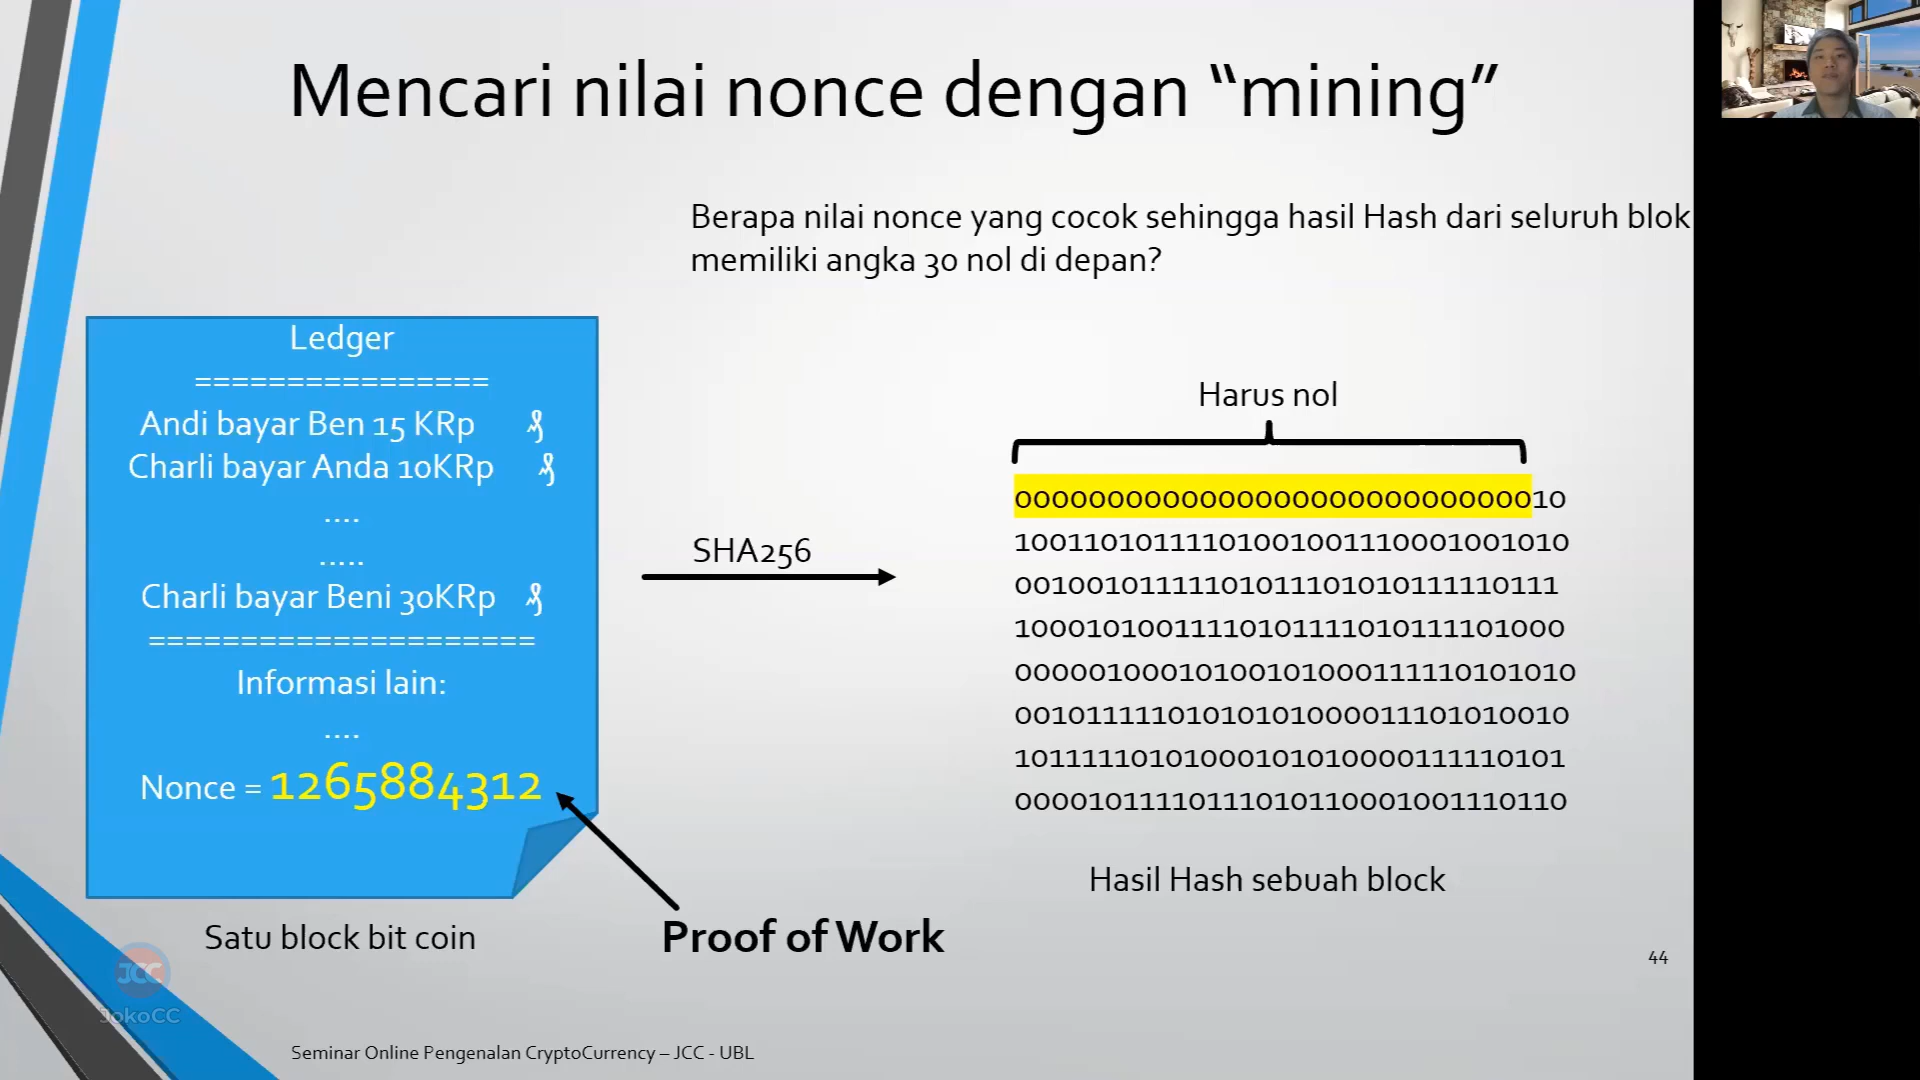 Mencari nilai nonce dengan “mining”
Berapa nilai nonce yang cocok sehingga hasil Hash dari seluruh blok
memiliki angka 30 nol di depan?
Ledger
================
Andi bayar Ben 15 KRp
Charli bayar Anda 10KRp
....
.....
Charli bayar Beni 30KRp
=====================
Informasi lain:
....
Nonce = 1265884312
Satu block bit coin
SHA256
Proof of Work
Harus nol
000000000000000000000000000010
10011010111101001001110001001010
00100101111101011101010111110111
10001010011110101111010111101000
00000100010100101000111110101010
00101111101010101000011101010010
10111110101000101010000111110101
00001011110111010110001001110110
Hasil Hash sebuah block
44
JCC
JokoCC
Seminar Online Pengenalan CryptoCurrency – JCC - UBL